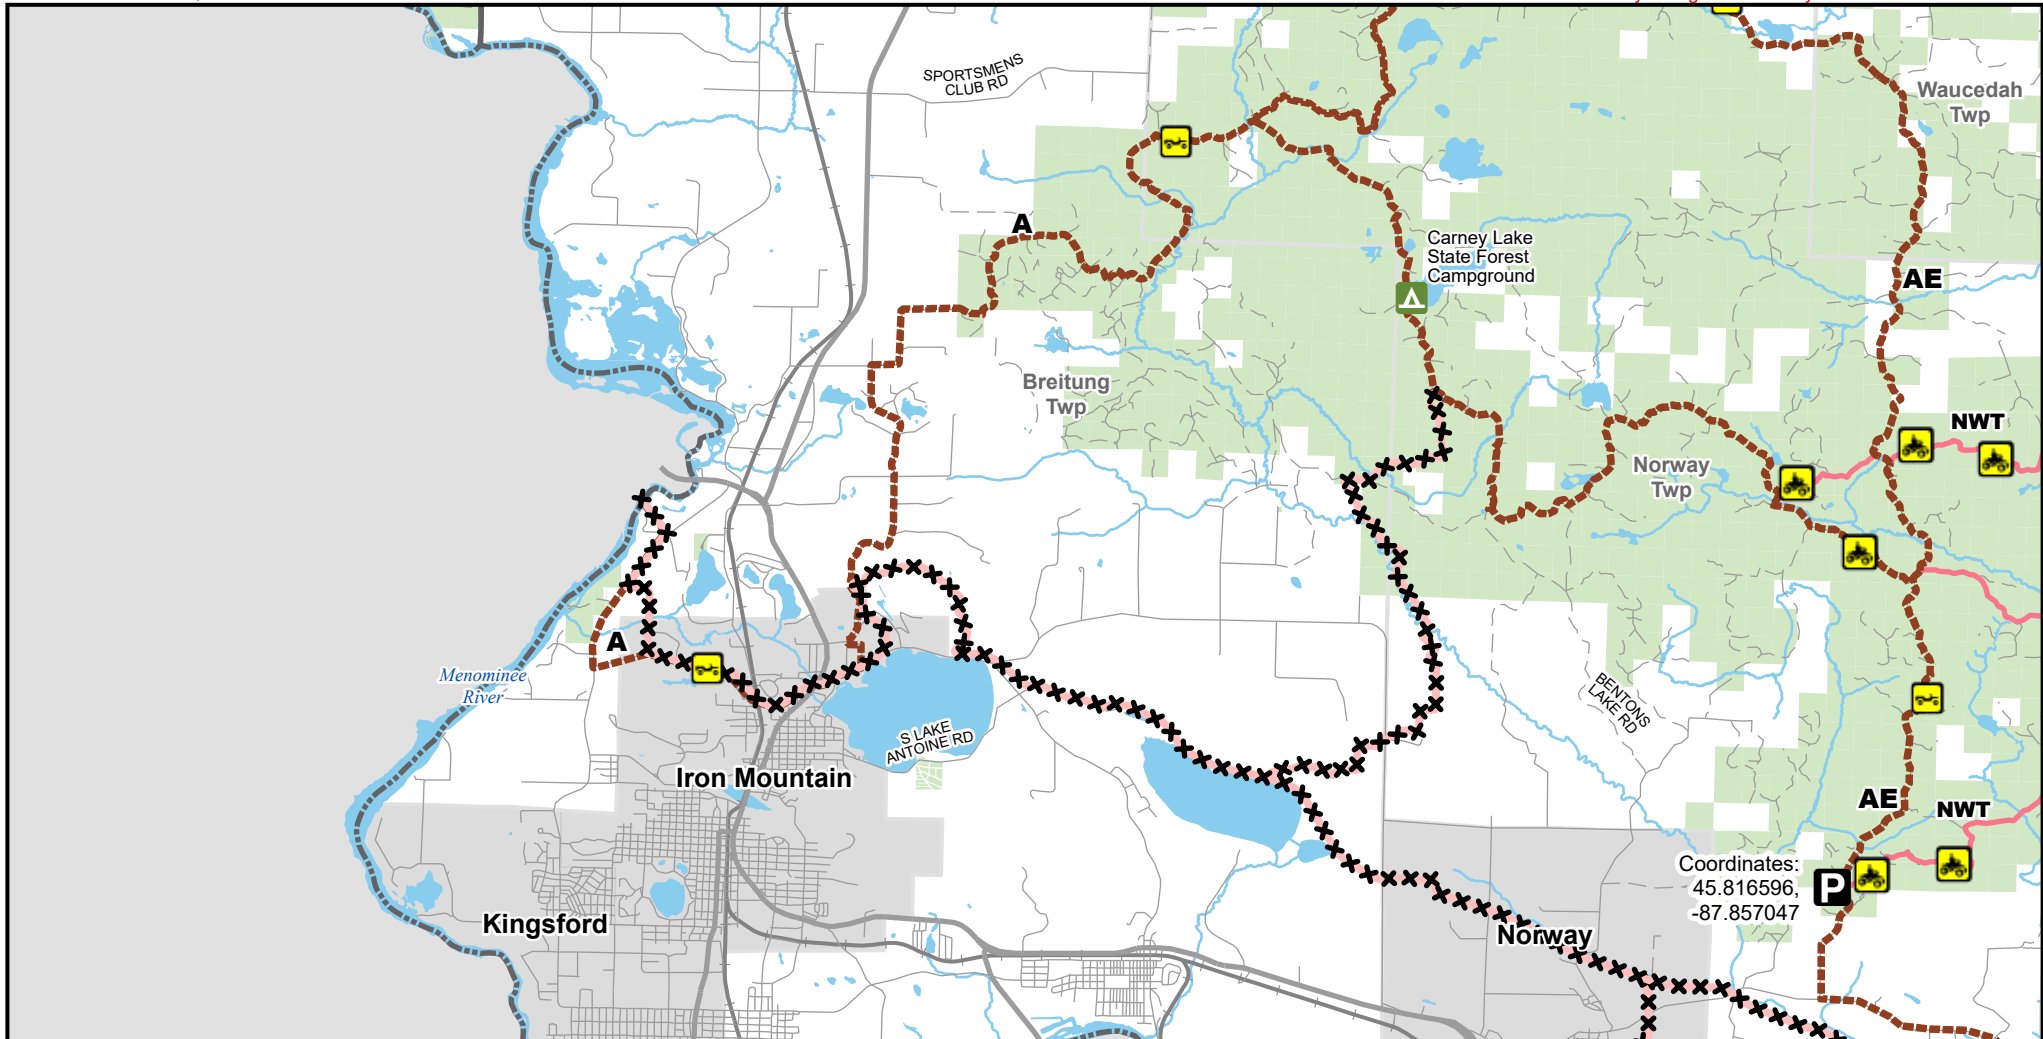 SPORTSMENS
CLUB RD
Waucedah
Twp
A
Carney Lake
State Forest
Campground
AE
Breitung
Twp
NWT
Norway
Twp
A
Menominee
River
BENTONS
LAKE RD
S LAKE
ANTOINE RD
Iron Mountain
AE
NWT
Coordinates:
45.816596,
-87.857047
P
Kingsford
Norway